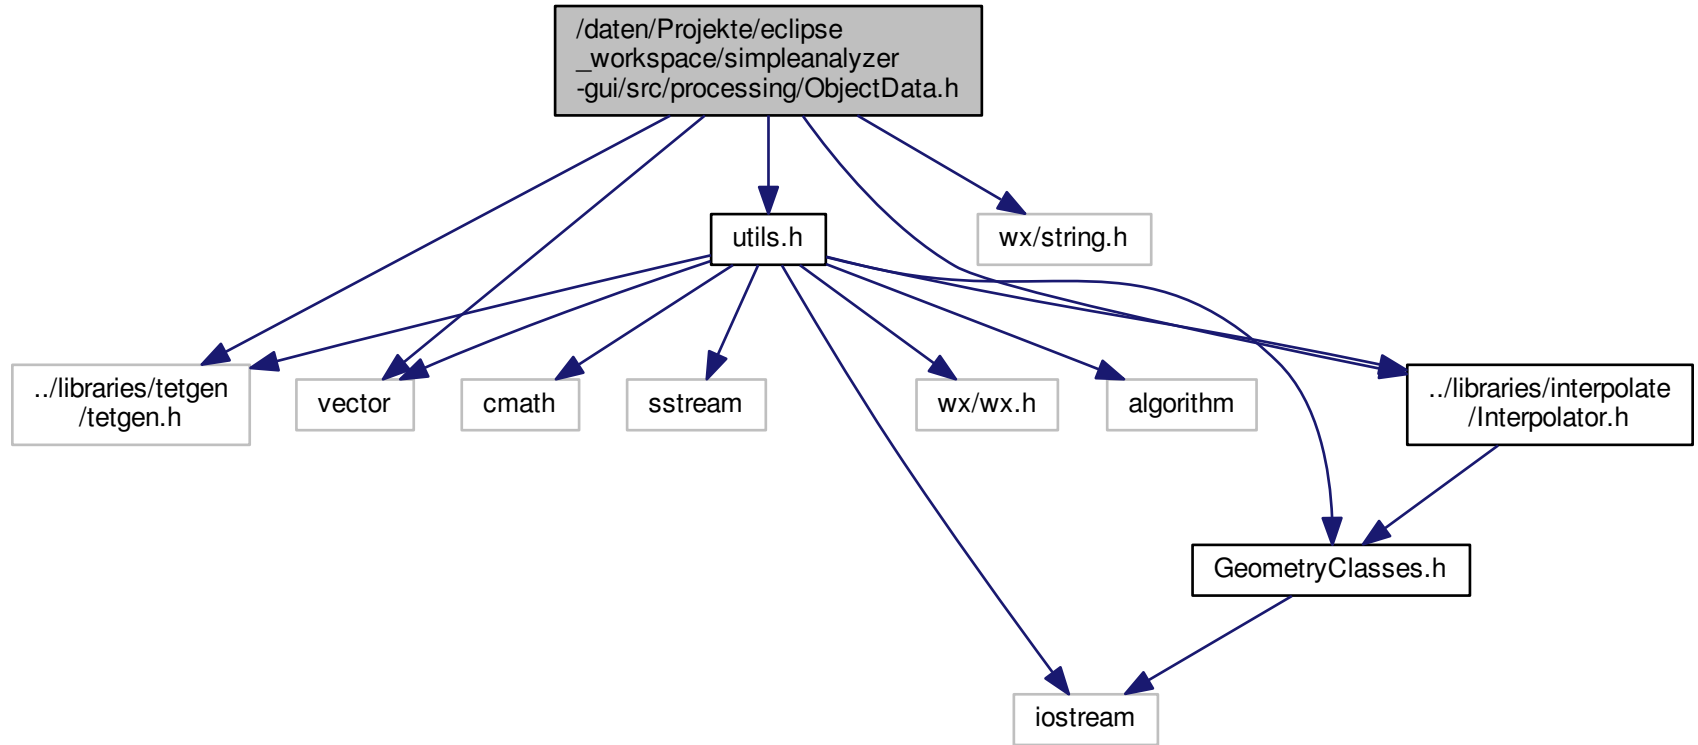 /daten/Projekte/eclipse
_workspace/simpleanalyzer
-gui/src/processing/ObjectData.h
utils.h
wx/string.h
../libraries/tetgen
/tetgen.h
vector
cmath
sstream
wx/wx.h
algorithm
../libraries/interpolate
/Interpolator.h
GeometryClasses.h
iostream